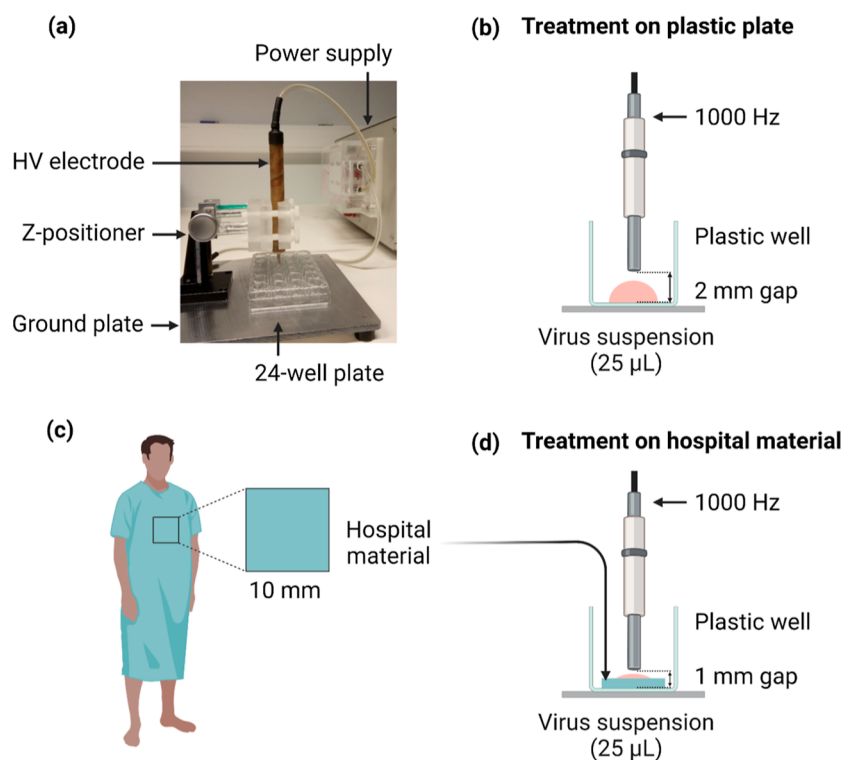 (a)
Power supply
HV electrode
Z-positioner
Ground plate
24-well plate
(b) Treatment on plastic plate
1000 Hz
Plastic well
2 mm gap
Virus suspension
(25 µL)
(c)
Hospital
material
10 mm
(d) Treatment on hospital material
1000 Hz
Plastic well
1 mm gap
Virus suspension
(25 µL)